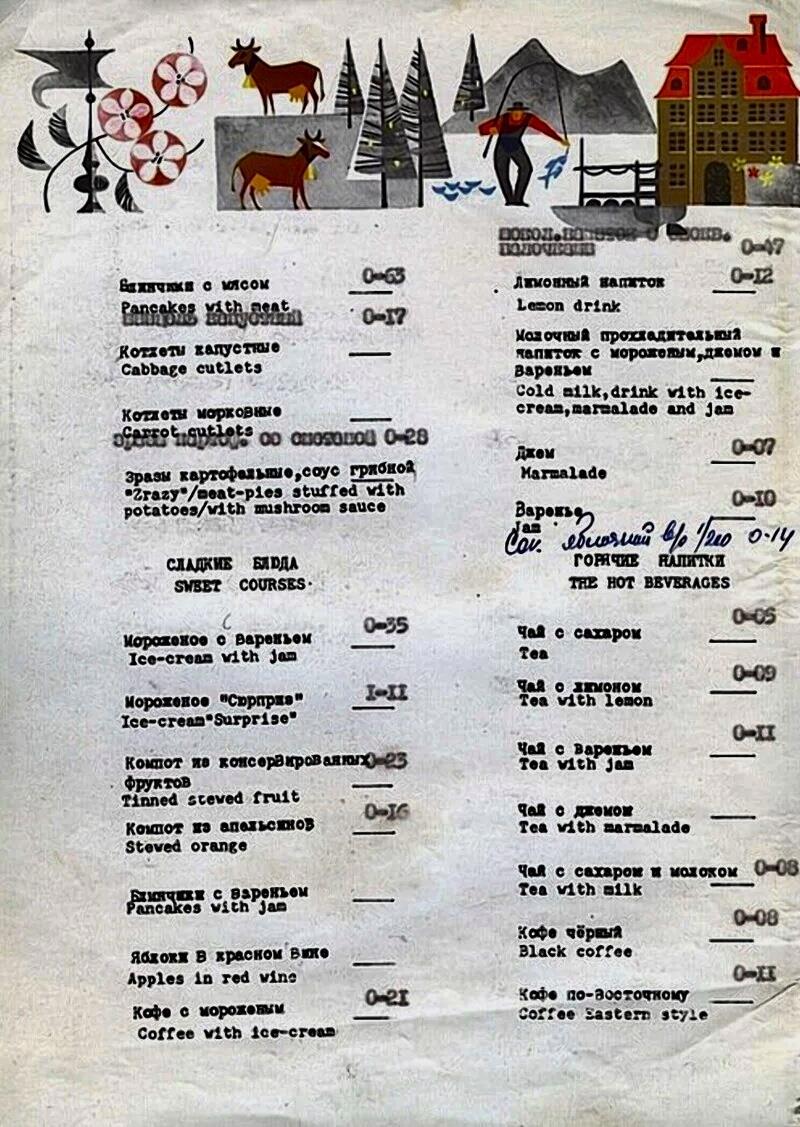 Блинчики с мясом 0-63
Pancakes with meat
капустный 0-17
Котлеты капустные
Cabbage cutlets
Котлеты морковные
Carrot cutlets
со сметаной 0-28
Зразы картофельные,соус грибной
"Zrazy"/meat-pies stuffed with
potatoes/with mushroom sauce
СЛАДКИЕ БЛЮДА
SWEET COURSES
Мороженое с вареньем 0-35
Ice-cream with jam
Мороженое "Сюрприз" I-II
Ice-cream"Surprise"
Компот из консервированных 0-23
фруктов
Tinned stewed fruit
Компот из апельсинов 0-16
Stewed orange
Блинчики с вареньем
Pancakes with jam
Яблоки в красном вине
Apples in red wine
Кофе с мороженым 0-21
Coffee with ice-cream
напиток с
0-47
Лимонный напиток 0-12
Lemon drink
Молочный прохладительный
напиток с мороженым,джемом и
вареньем
Cold milk,drink with ice-
cream,marmalade and jam
Джем 0-07
Marmalade
Варенье 0-10
Jam
Сок яблочный в/с 1/200 0-14
ГОРЯЧИЕ НАПИТКИ
THE HOT BEVERAGES
Чай с сахаром 0-05
Tea
Чай с лимоном 0-09
Tea with lemon
Чай с вареньем 0-II
Tea with jam
Чай с джемом
Tea with marmalade
Чай с сахаром и молоком 0-08
Tea with milk
Кофе чёрный 0-08
Black coffee
Кофе по-Восточному 0-II
Coffee Eastern style